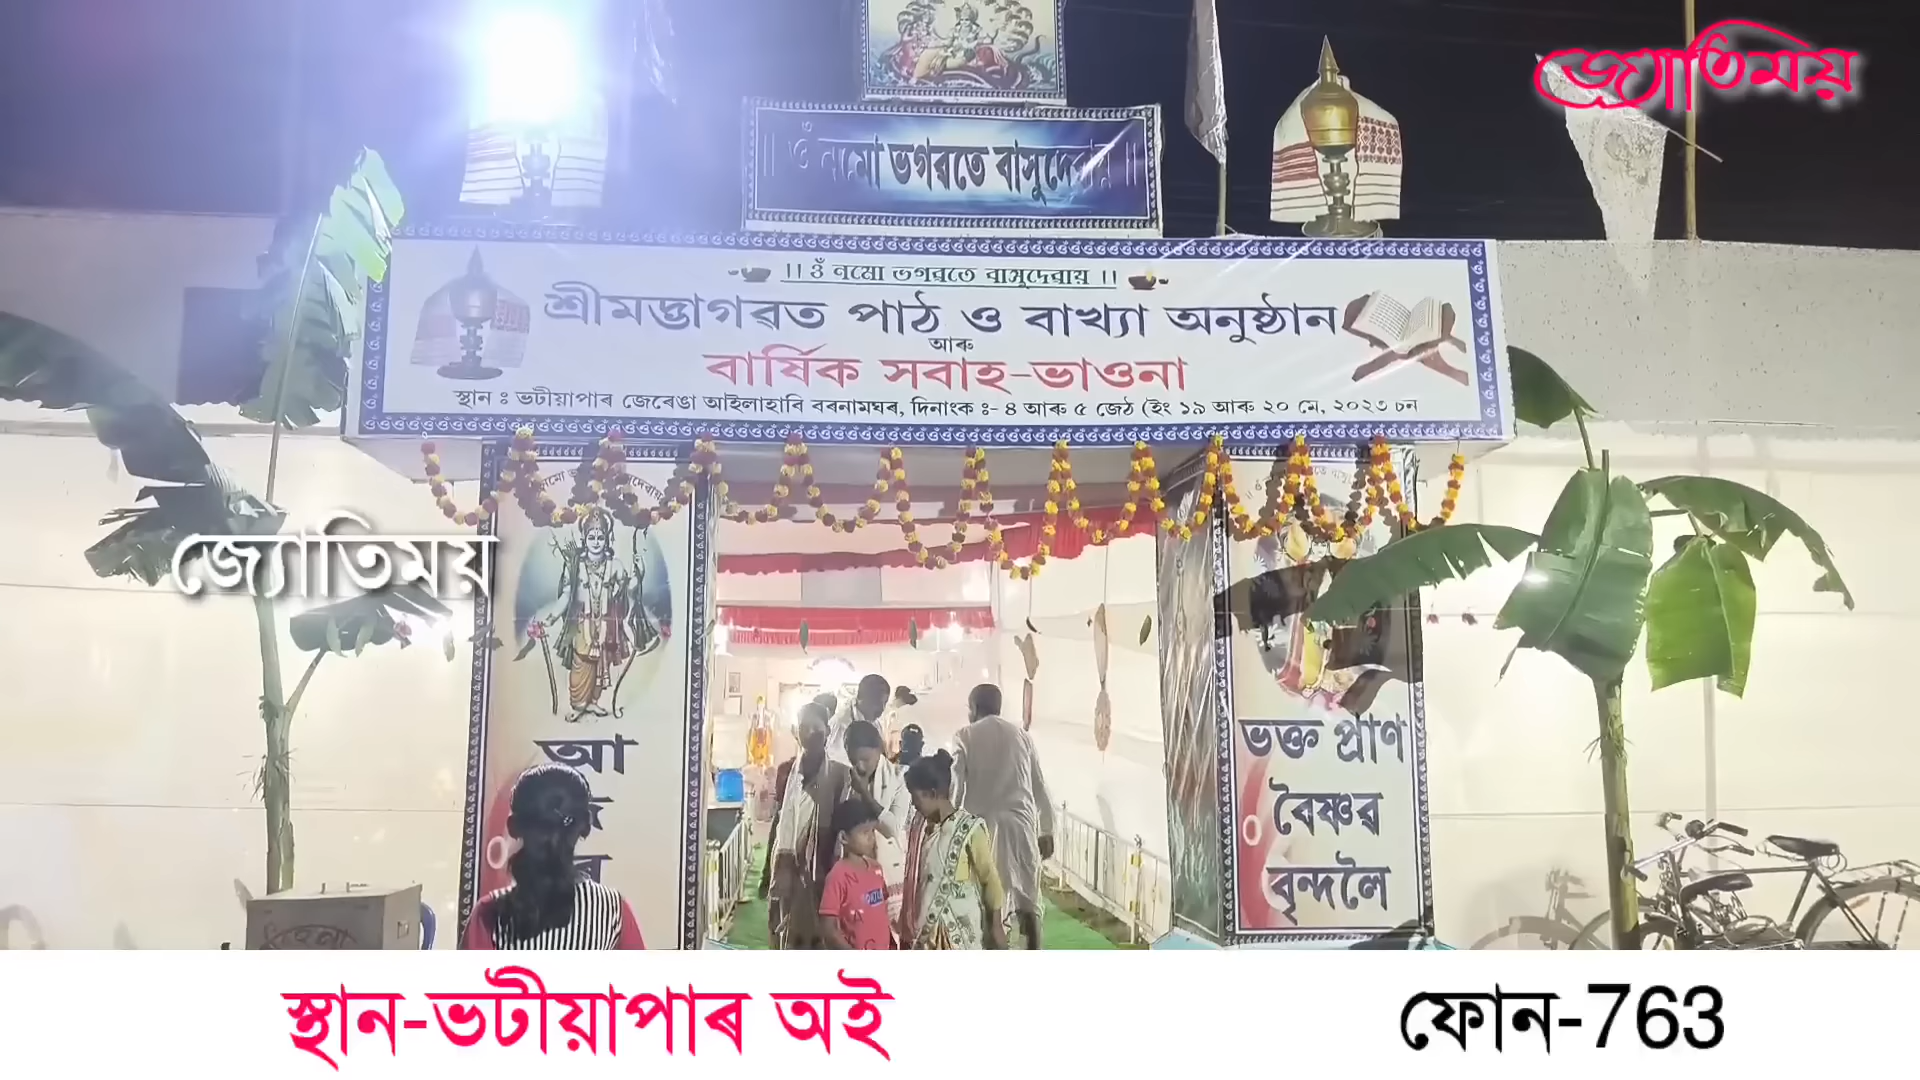 জ্যোতিময়
|| ওঁ নমো ভগৱতে বাসুদেৱায় ||
।। ওঁ নমো ভগৱতে বাসুদেৱায় ।।
শ্ৰীমদ্ভাগৱত পাঠ ও বাখ্যা অনুষ্ঠান
আৰু
বাৰ্ষিক সবাহ-ভাওনা
স্থান ঃ ভটীয়াপাৰ জেৰেঙা আইলাহাবি বৰনামঘৰ, দিনাংক ঃ- ৪ আৰু ৫ জেঠ (ইং ১৯ আৰু ২০ মে, ২০২৩ চন
জ্যোতিময়
আ
ভক্ত প্ৰাণ
বৈষ্ণৱ
বৃন্দলৈ
স্থান-ভটীয়াপাৰ অই
ফোন-763